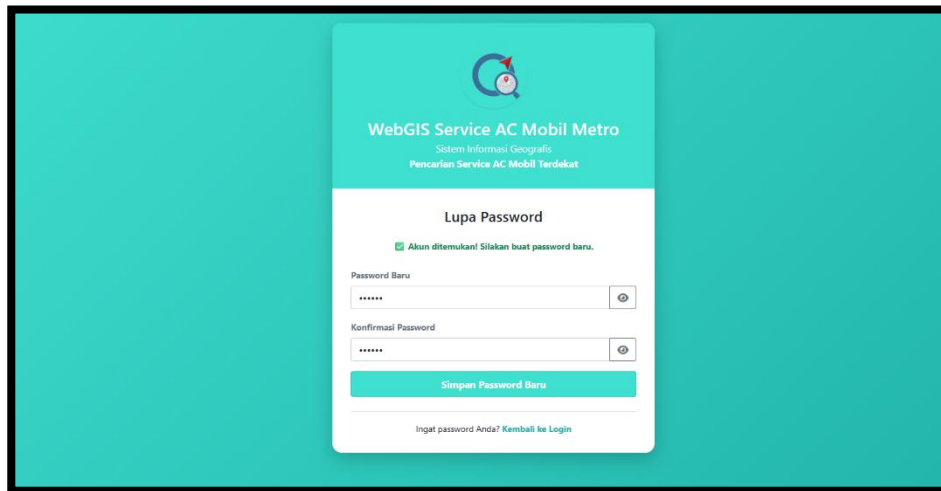 WebGIS Service AC Mobil Metro
Sistem Informasi Geografis
Pencarian Service AC Mobil Terdekat
Lupa Password
Akun ditemukan! Silakan buat password baru.
Password Baru
••••••
Konfirmasi Password
••••••
Simpan Password Baru
Ingat password Anda? Kembali ke Login